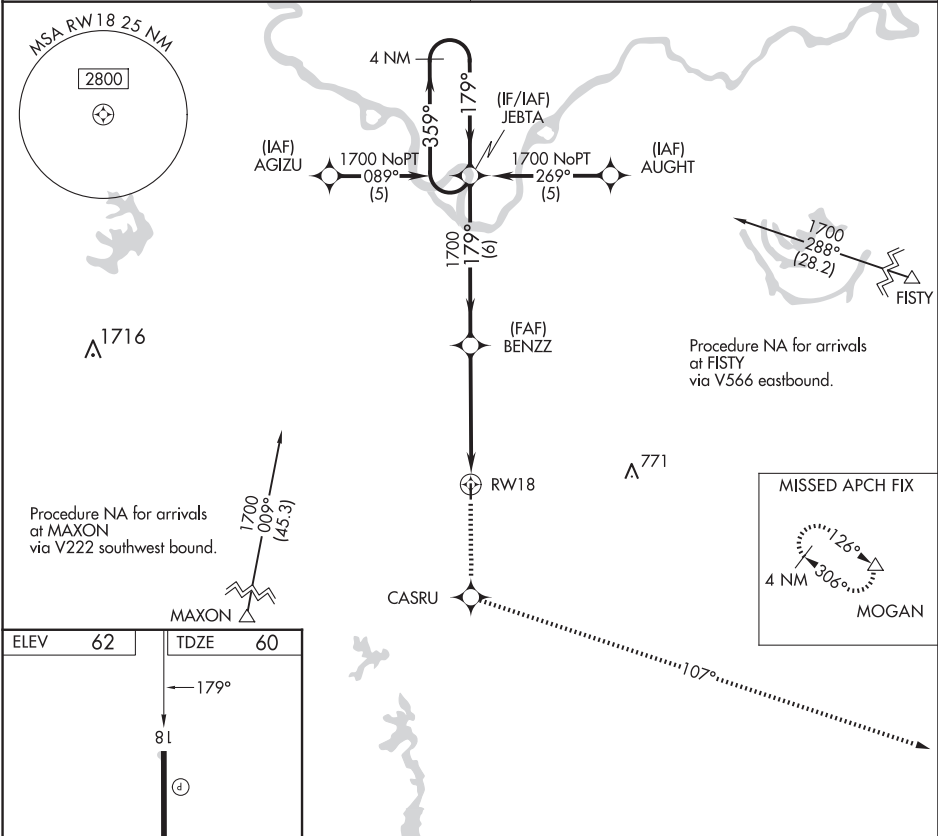 MSA RW18 25 NM
2800
4 NM
359°
179°
(IF/IAF)
JEBTA
(IAF)
AGIZU
1700 NoPT
089°
(5)
1700 NoPT
269°
(5)
(IAF)
AUGHT
1700
179°
(6)
1700
288°
(28.2)
FISTY
1716
(FAF)
BENZZ
Procedure NA for arrivals
at FISTY
via V566 eastbound.
771
RW18
Procedure NA for arrivals
at MAXON
via V222 southwest bound.
1700
009°
(45.3)
MAXON
MISSED APCH FIX
126°
4 NM
306°
MOGAN
CASRU
107°
ELEV 62
TDZE 60
179°
18
P